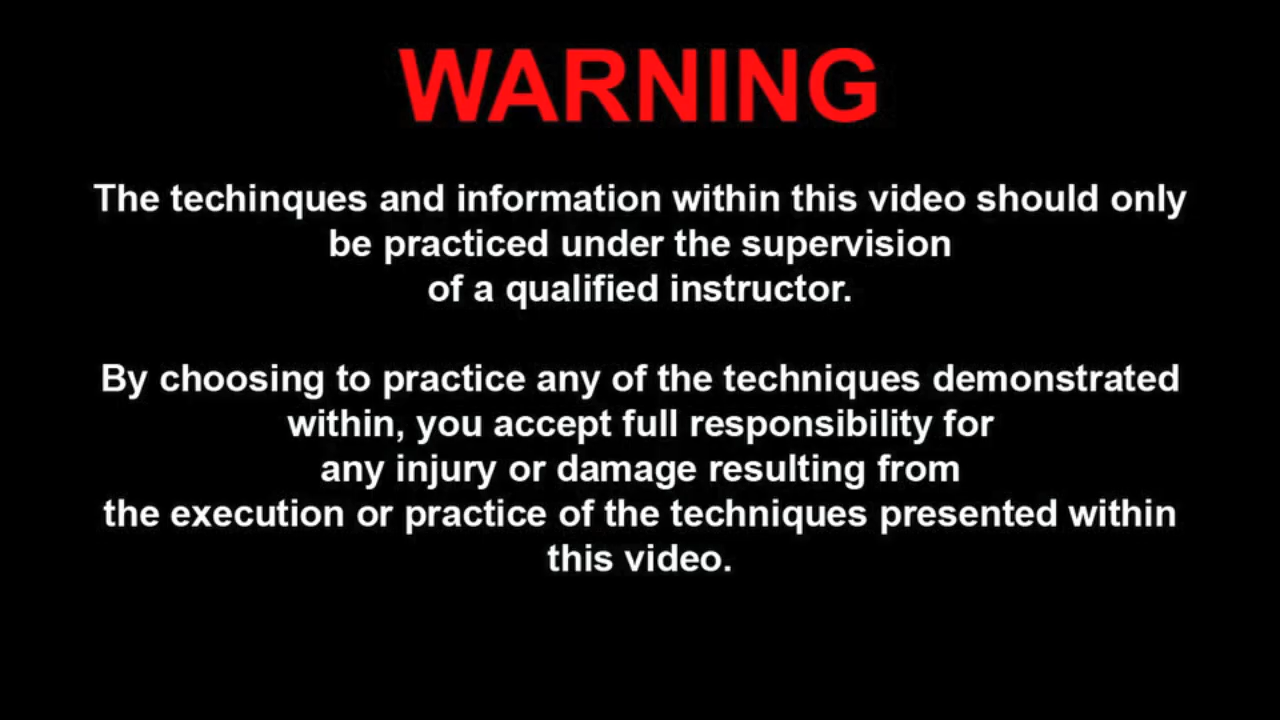 WARNING
The techinques and information within this video should only
be practiced under the supervision
of a qualified instructor.
By choosing to practice any of the techniques demonstrated
within, you accept full responsibility for
any injury or damage resulting from
the execution or practice of the techniques presented within
this video.